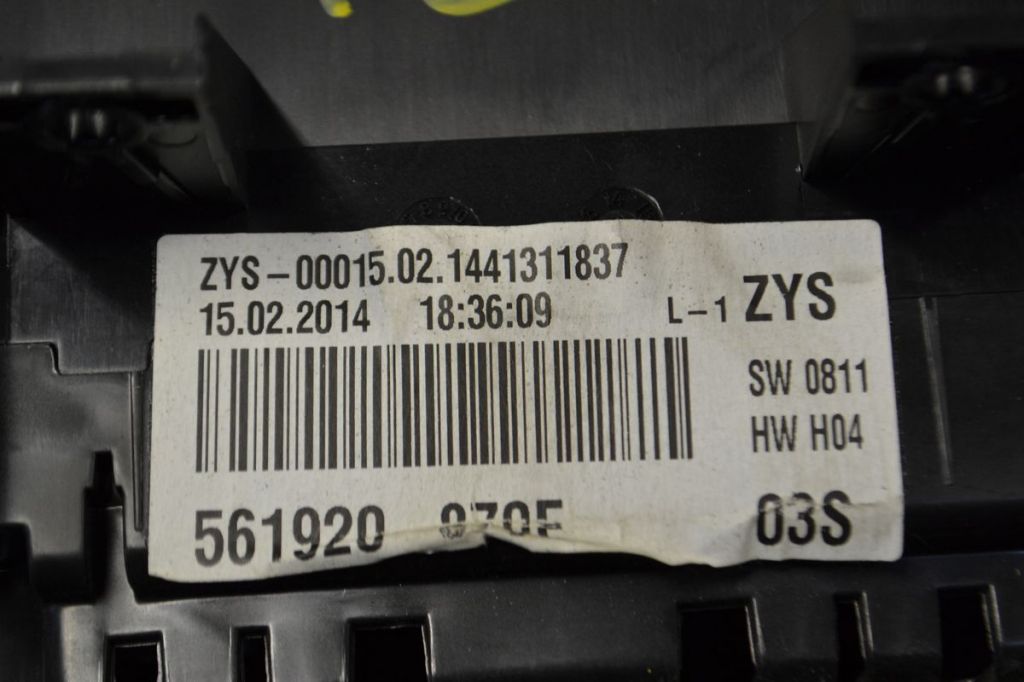 ZYS-00015.02.1441311837
15.02.2014 18:36:09 L-1 ZYS
SW 0811
HW H04
561920 03S